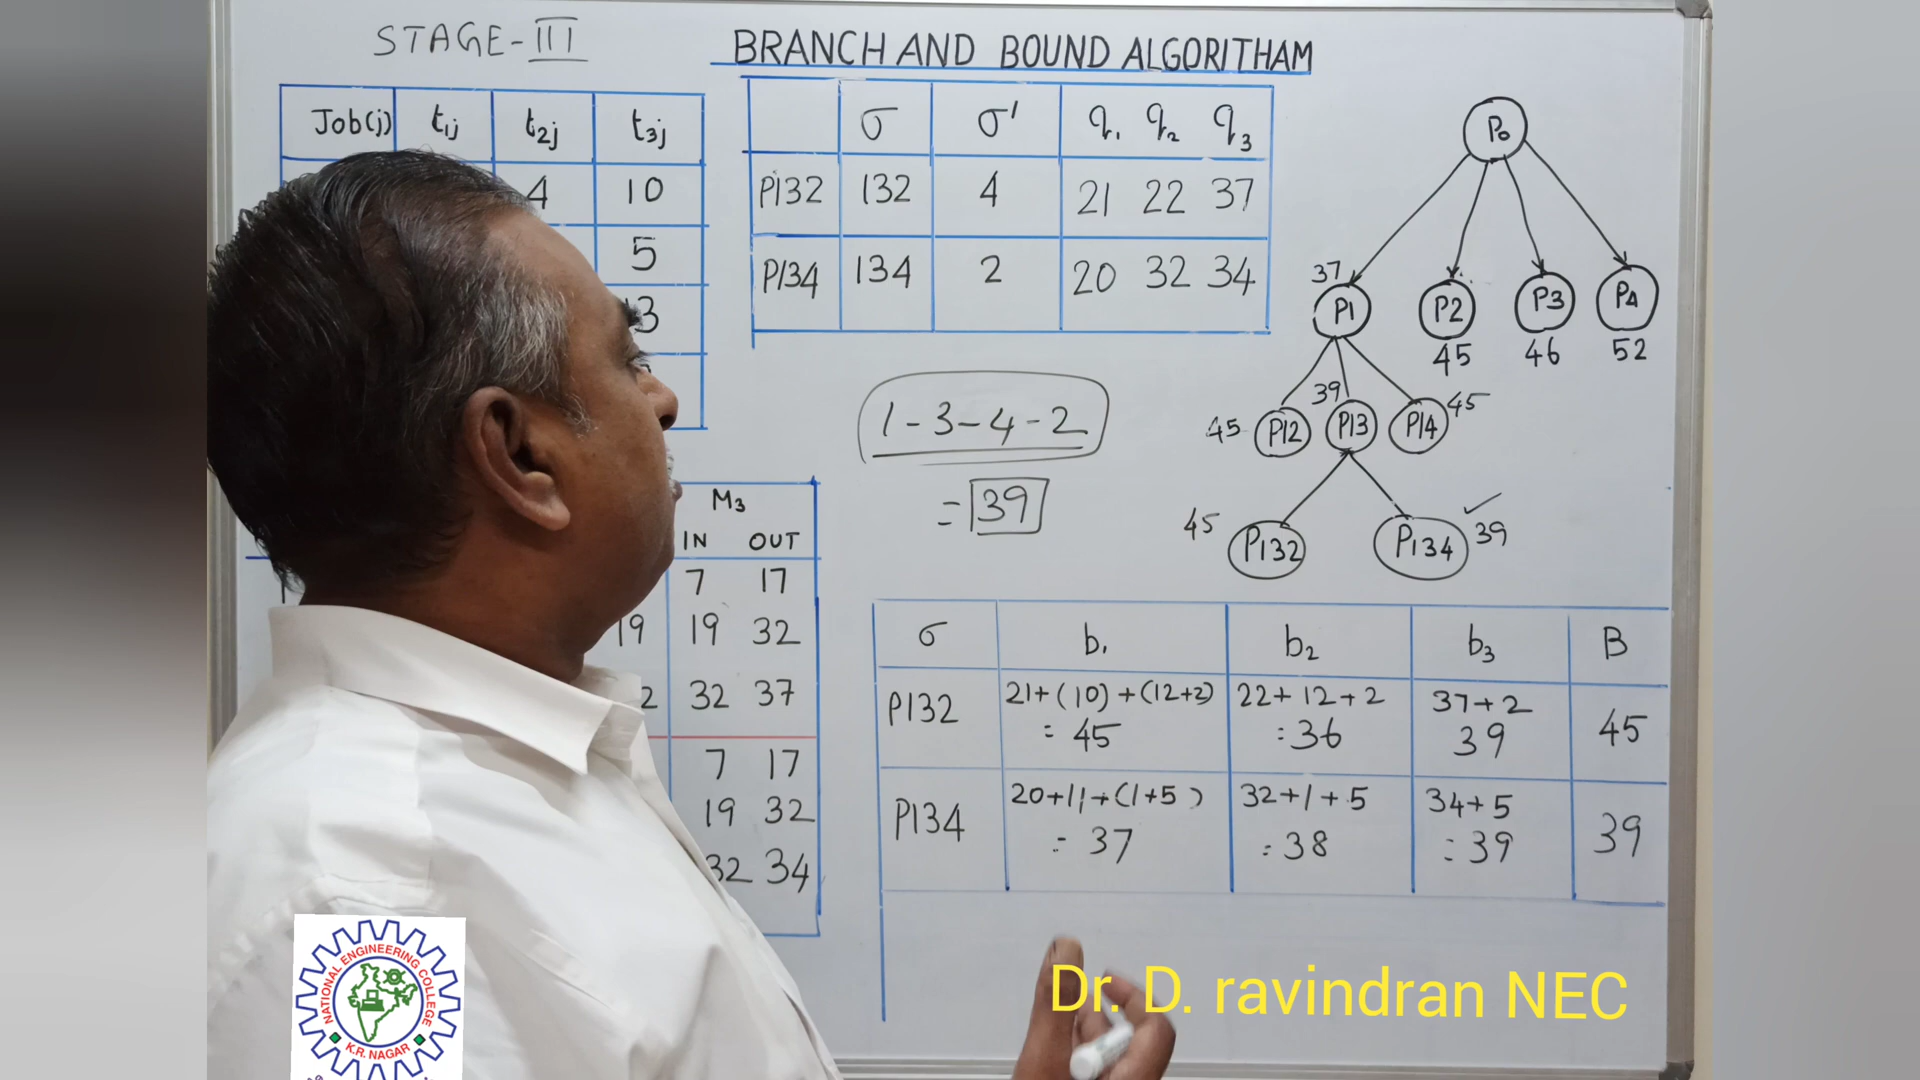 STAGE-III
BRANCH AND BOUND ALGORITHAM
Job(j) t1j t2j t3j
4 10
5
3
σ σ' q1 q2 q3
P132 132 4 21 22 37
P134 134 2 20 32 34
1-3-4-2
= 39
P0
37
P1 P2 P3 P4
45 46 52
39
45 P12 P13 P14 45
45 P132 P134 ✓ 39
M3
IN OUT
7 17
19 19 32
2 32 37
7 17
19 32
32 34
σ b1 b2 b3 B
P132 21+(10)+(12+2) 22+12+2 37+2 45
= 45 :36 39
P134 20+11+(1+5) 32+1+5 34+5 39
:- 37 :38 :39
NATIONAL ENGINEERING COLLEGE
K.R. NAGAR
Dr. D. ravindran NEC